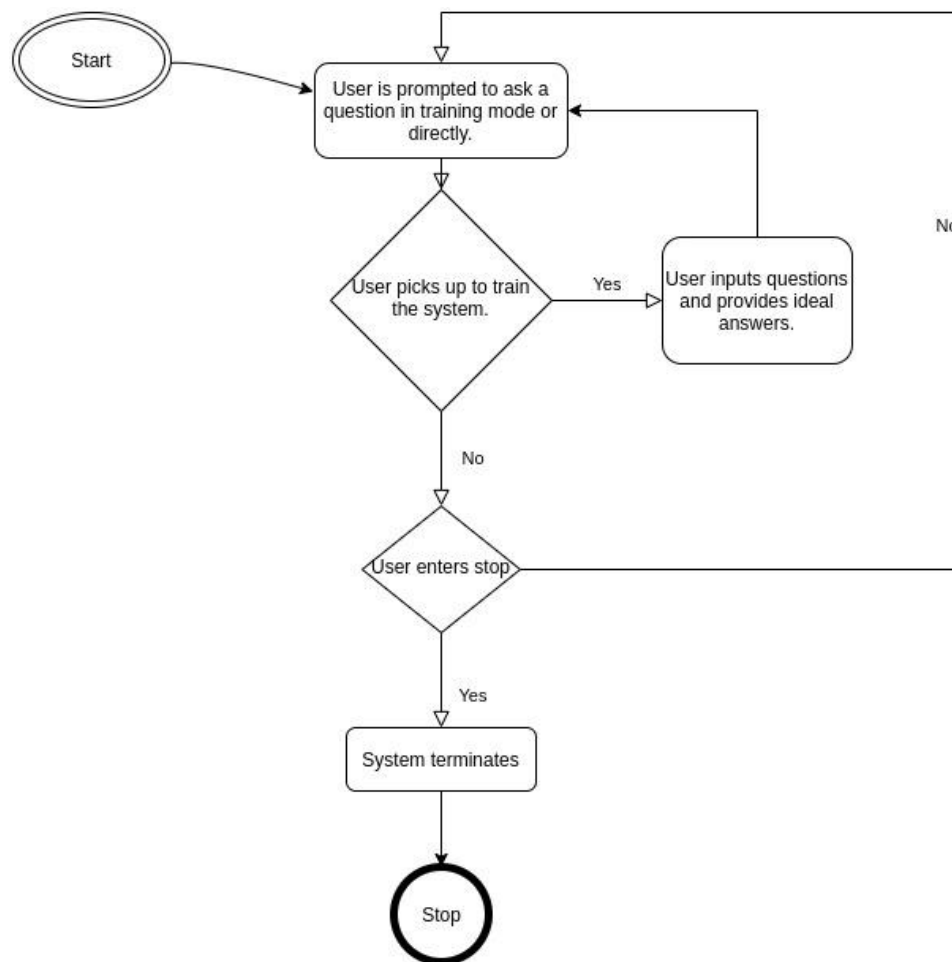 Start
User is prompted to ask a
question in training mode or
directly.
User picks up to train
the system.
Yes
User inputs questions
and provides ideal
answers.
No
No
User enters stop
Yes
System terminates
Stop